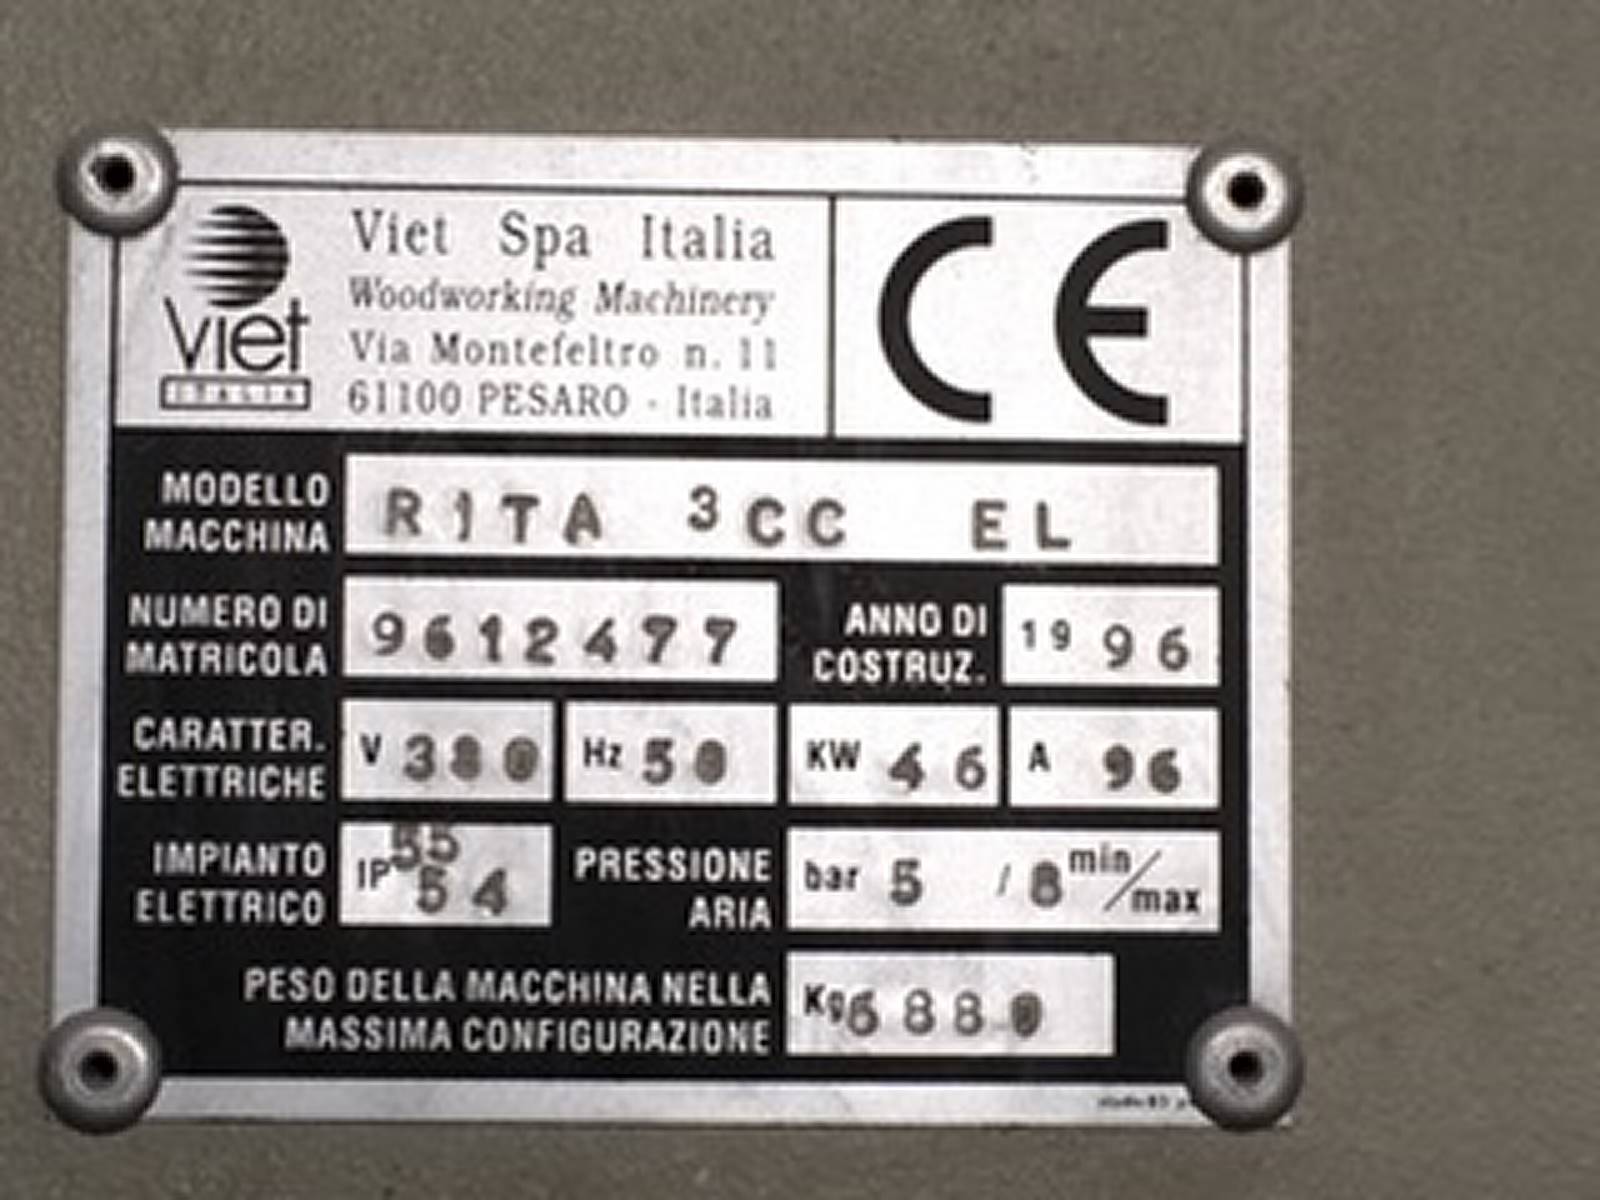 Viet Spa Italia
Woodworking Machinery
Via Montefeltro n. 11
61100 PESARO - Italia
Viet
ITALIA
CE
MODELLO MACCHINA
RITA 3CC EL
NUMERO DI MATRICOLA
9612477
ANNO DI COSTRUZ.
1996
CARATTER. ELETTRICHE
V 380
Hz 50
KW 46
A 96
IMPIANTO ELETTRICO
IP 55
54
PRESSIONE ARIA
bar 5 / 8 min/max
PESO DELLA MACCHINA NELLA
MASSIMA CONFIGURAZIONE
Kg 6880